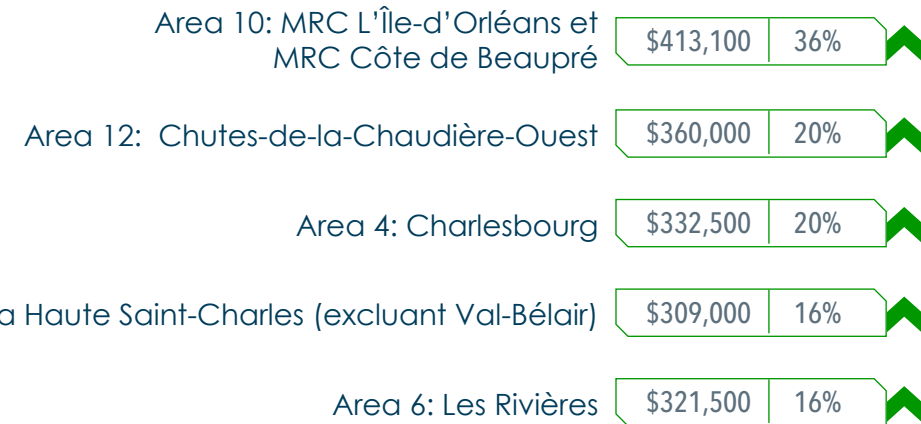 Area 10: MRC L’Île-d’Orléans et
MRC Côte de Beaupré
$413,100 36%
Area 12: Chutes-de-la-Chaudière-Ouest $360,000 20%
Area 4: Charlesbourg $332,500 20%
a Haute Saint-Charles (excluant Val-Bélair) $309,000 16%
Area 6: Les Rivières $321,500 16%